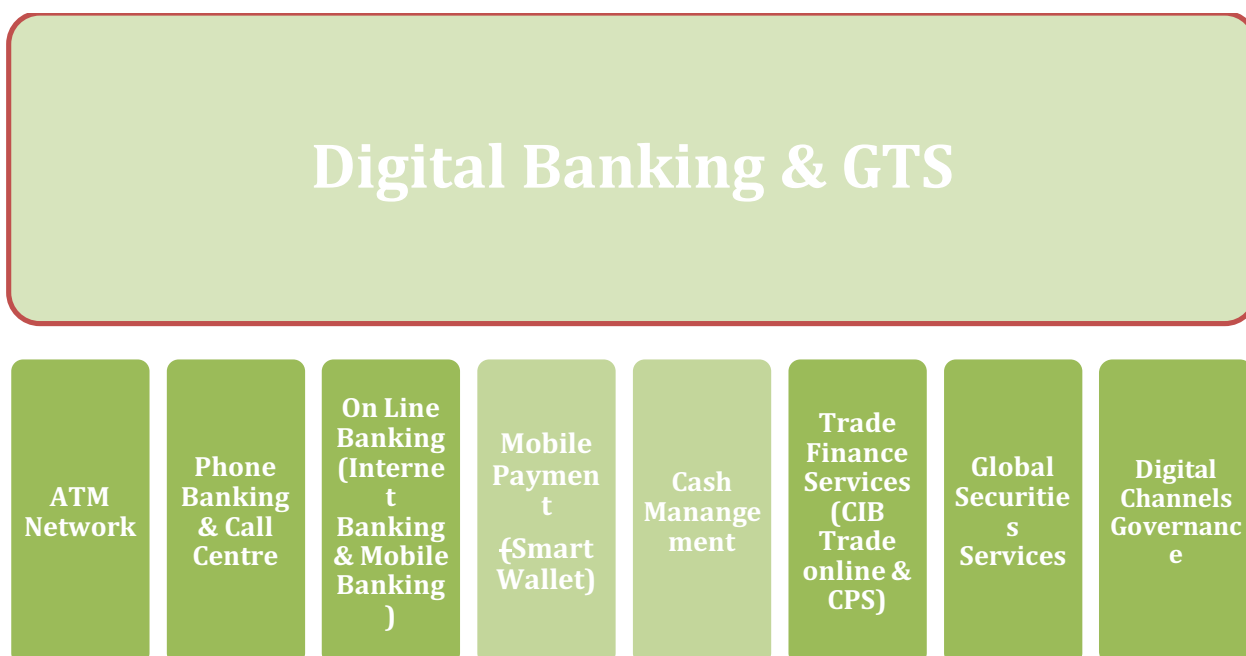 Digital Banking & GTS
ATM
Network
Phone
Banking
& Call
Centre
On Line
Banking
(Interne
t
Banking
& Mobile
Banking
)
Mobile
Paymen
t
(Smart
Wallet)
Cash
Manange
ment
Trade
Finance
Services
(CIB
Trade
online &
CPS)
Global
Securitie
s
Services
Digital
Channels
Governanc
e